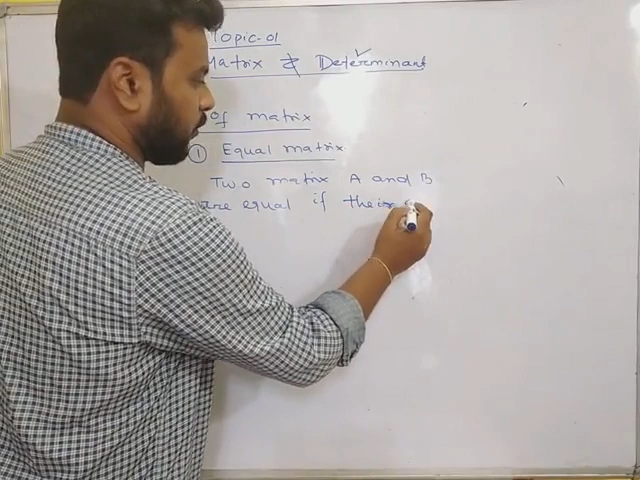 Topic-01
Matrix & Determinant
of matrix
① Equal matrix
Two matrix A and B
are equal if their